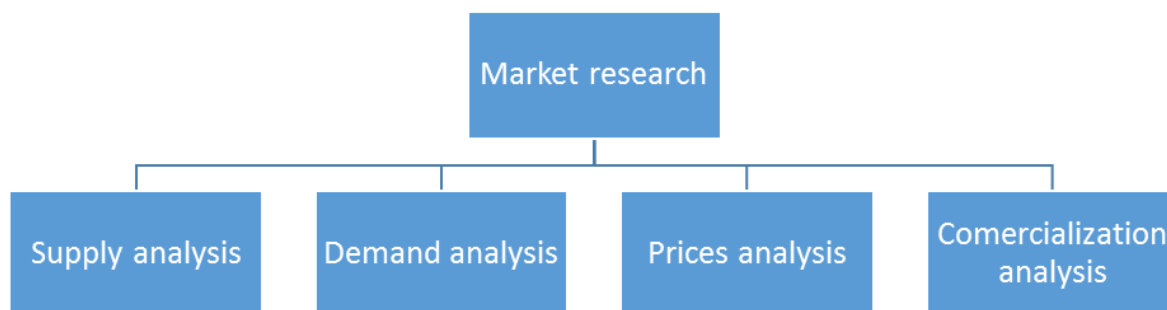 Market research
Supply analysis
Demand analysis
Prices analysis
Comercialization
analysis